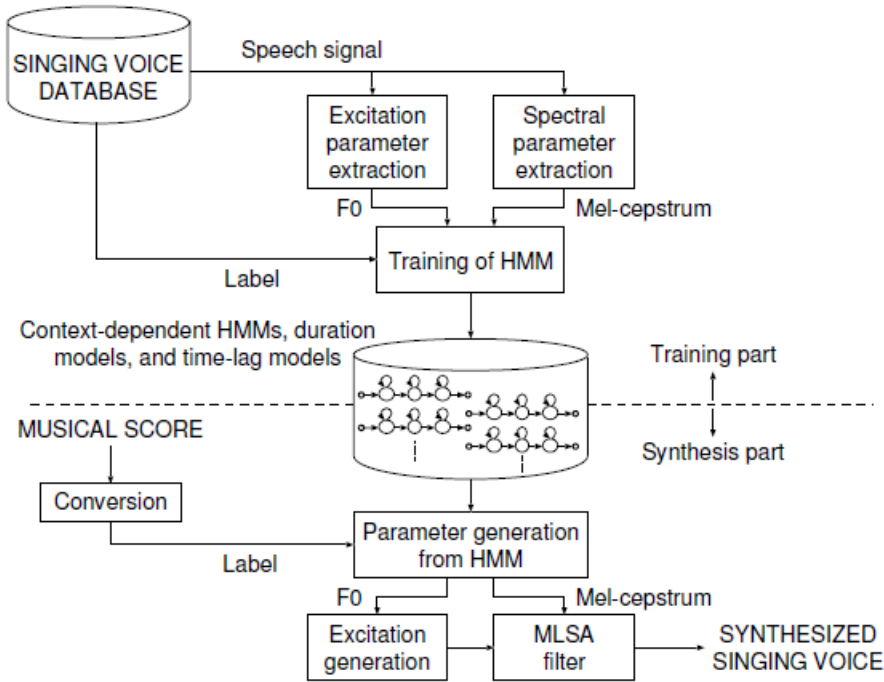 SINGING VOICE
DATABASE
Speech signal
Excitation
parameter
extraction
Spectral
parameter
extraction
F0
Mel-cepstrum
Training of HMM
Label
Context-dependent HMMs, duration
models, and time-lag models
Training part
MUSICAL SCORE
Synthesis part
Conversion
Parameter generation
from HMM
Label
F0
Mel-cepstrum
Excitation
generation
MLSA
filter
SYNTHESIZED
SINGING VOICE